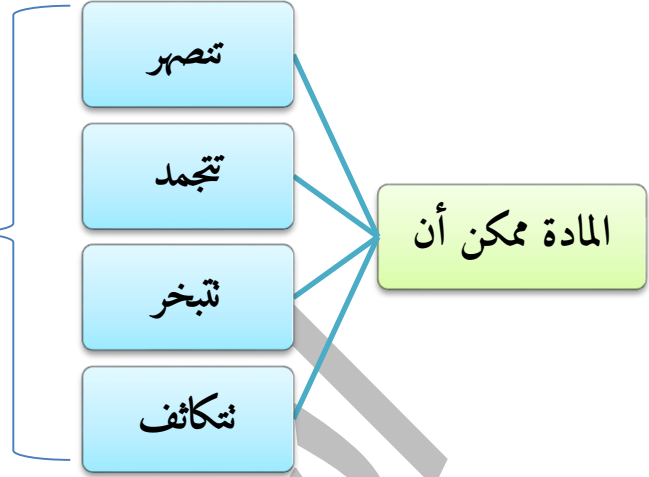 المادة ممكن أن
تنصهر
تتجمد
تتبخر
تتكاثف